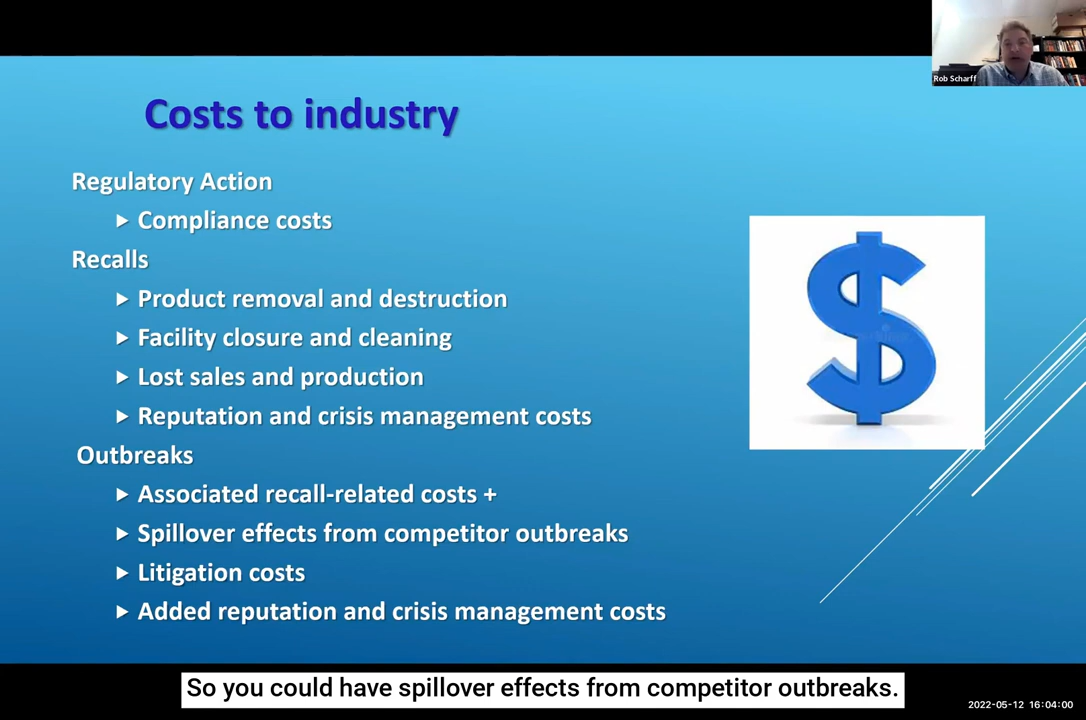 Rob Scharff
Costs to industry
Regulatory Action
Compliance costs
Recalls
Product removal and destruction
Facility closure and cleaning
Lost sales and production
Reputation and crisis management costs
Outbreaks
Associated recall-related costs +
Spillover effects from competitor outbreaks
Litigation costs
Added reputation and crisis management costs
So you could have spillover effects from competitor outbreaks.
2022-05-12 16:04:00